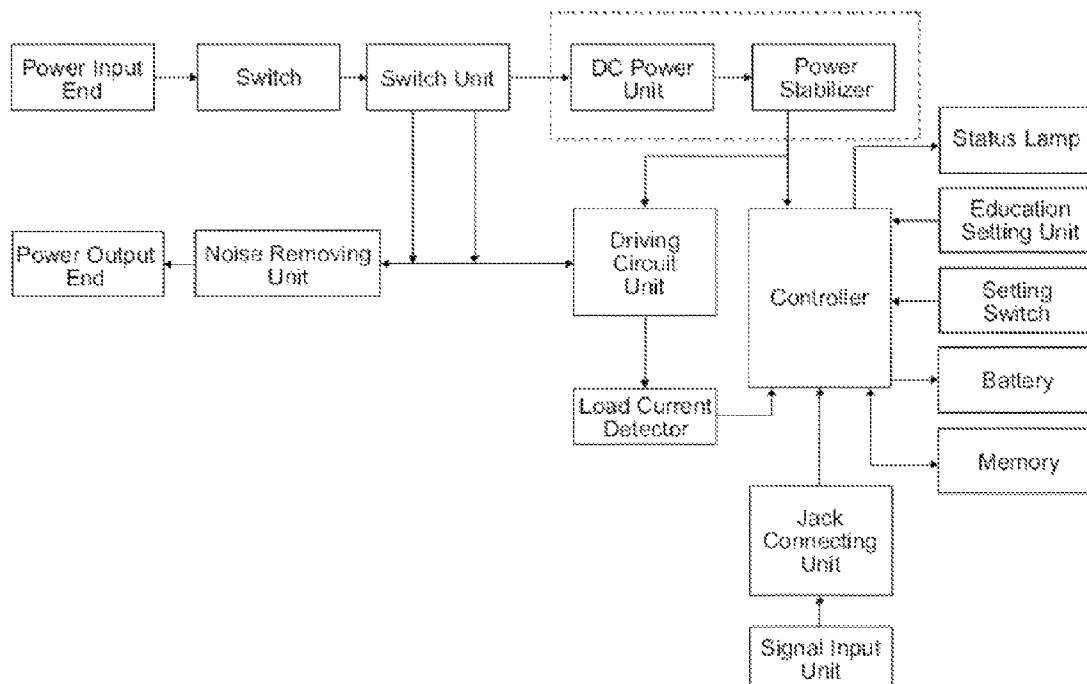 Power Input
End
Switch
Switch Unit
DC Power
Unit
Power
Stabilizer
Status Lamp
Education
Setting Unit
Power Output
End
Noise Removing
Unit
Driving
Circuit
Unit
Controller
Setting
Switch
Battery
Load Current
Detector
Memory
Jack
Connecting
Unit
Signal Input
Unit